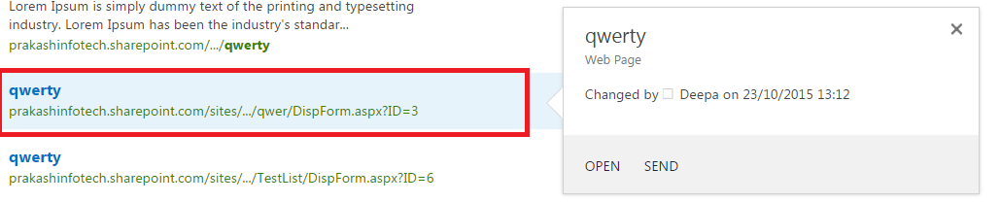 Lorem Ipsum is simply dummy text of the printing and typesetting
industry. Lorem Ipsum has been the industry's standar...
prakashinfotech.sharepoint.com/.../qwerty
qwerty
prakashinfotech.sharepoint.com/sites/.../qwer/DispForm.aspx?ID=3
qwerty
prakashinfotech.sharepoint.com/sites/.../TestList/DispForm.aspx?ID=6
qwerty
Web Page
Changed by Deepa on 23/10/2015 13:12
OPEN SEND